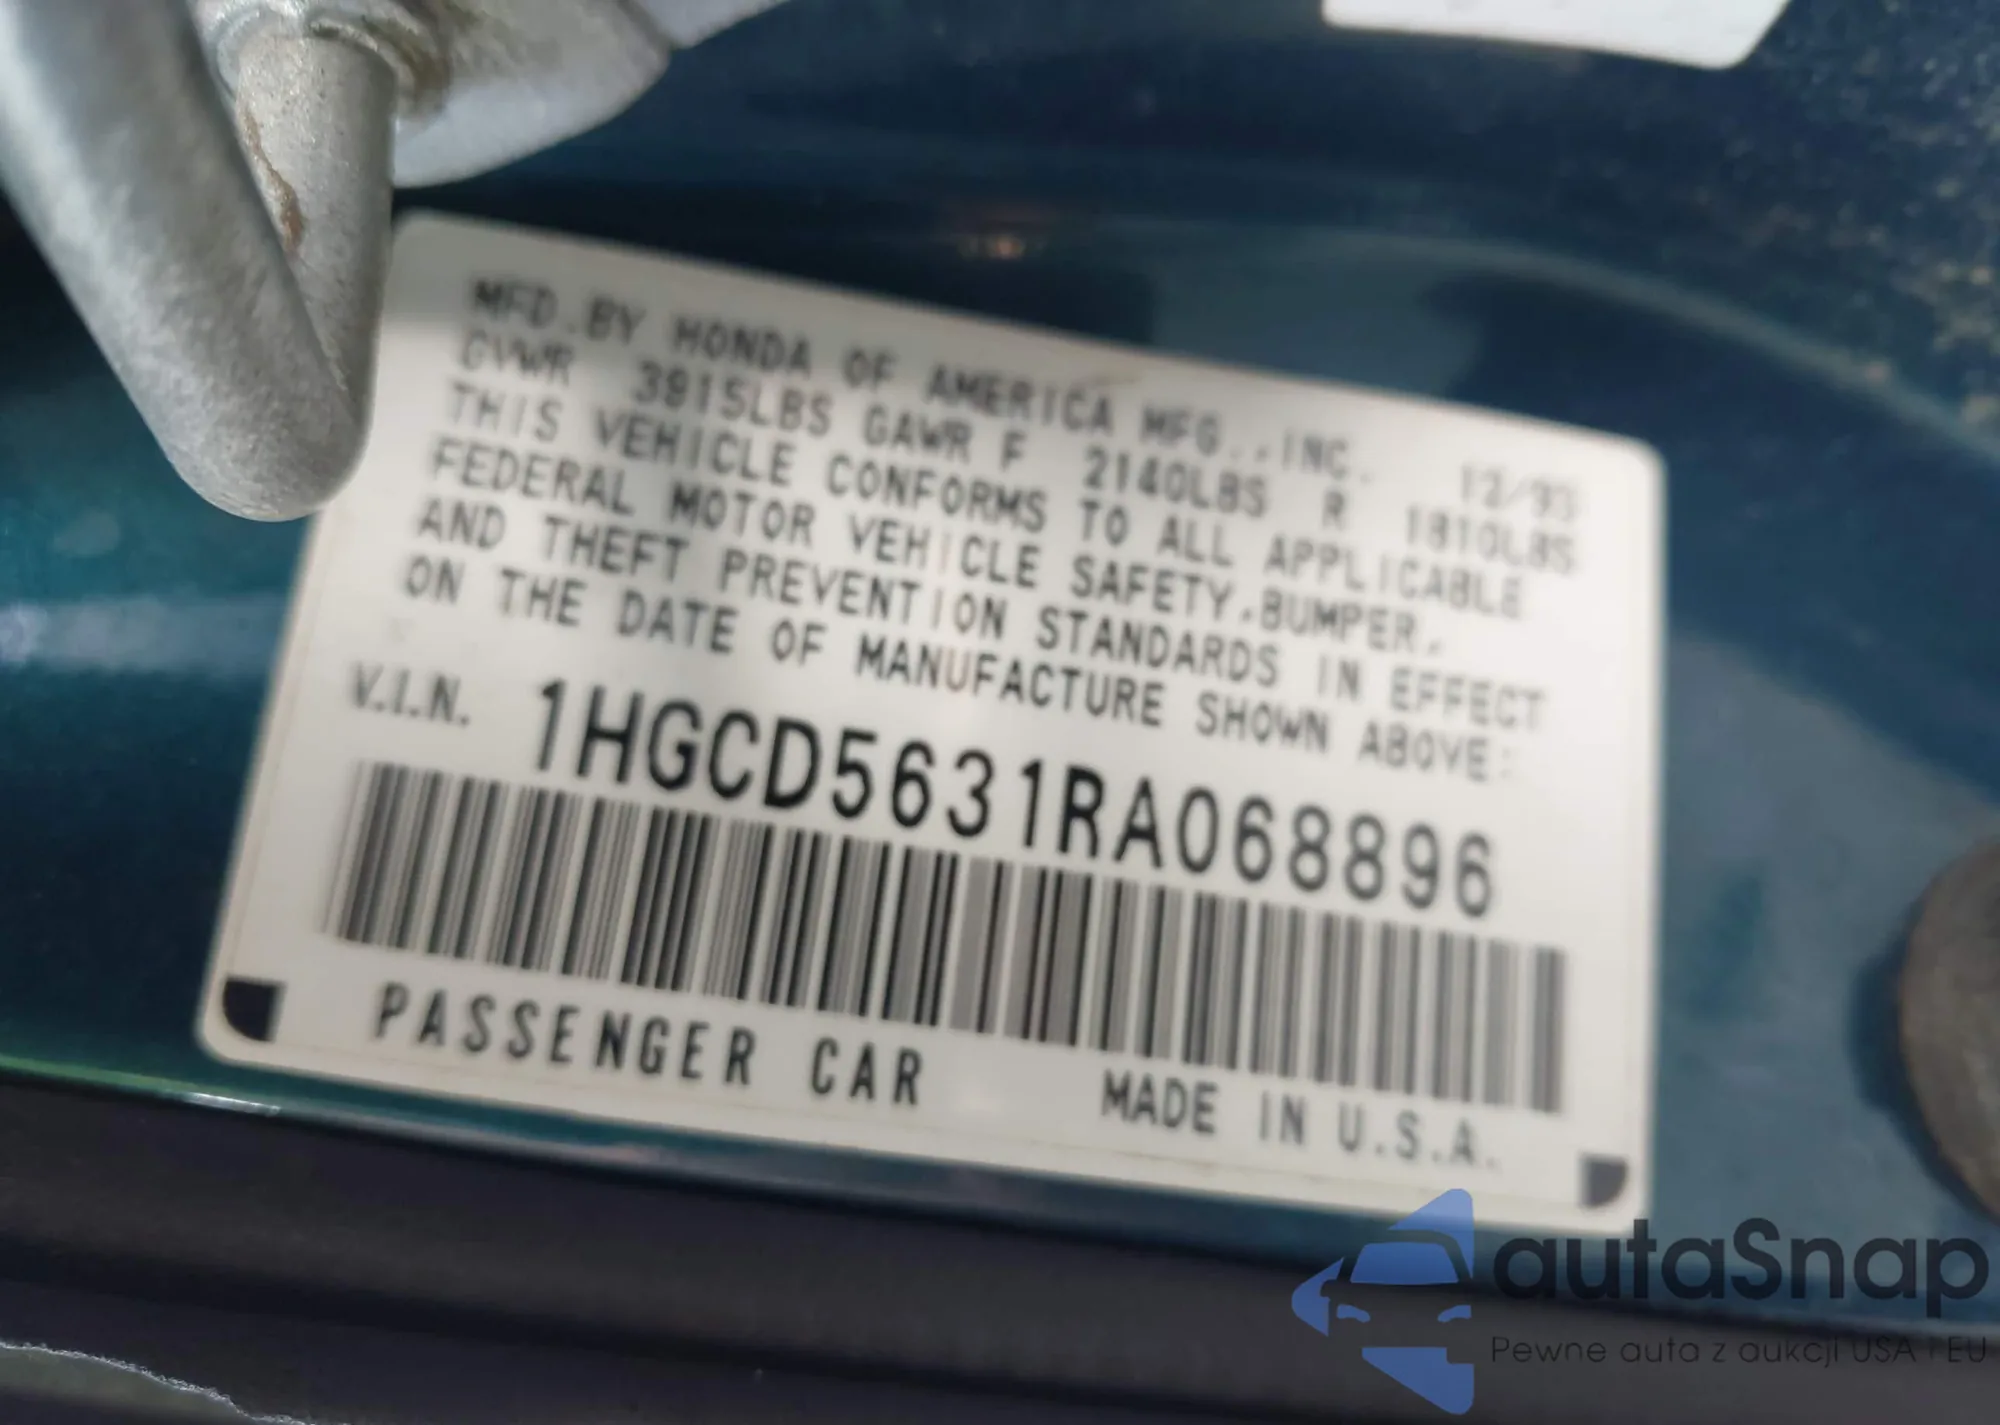 MFD.BY HONDA OF AMERICA MFG.,INC. 12/93
GVWR 3915LBS GAWR F 2140LBS R 1810LBS
THIS VEHICLE CONFORMS TO ALL APPLICABLE
FEDERAL MOTOR VEHICLE SAFETY,BUMPER,
AND THEFT PREVENTION STANDARDS IN EFFECT
ON THE DATE OF MANUFACTURE SHOWN ABOVE:
V.I.N. 1HGCD5631RA068896
PASSENGER CAR MADE IN U.S.A.
autaSnap
Pewne auta z aukcji USA i EU